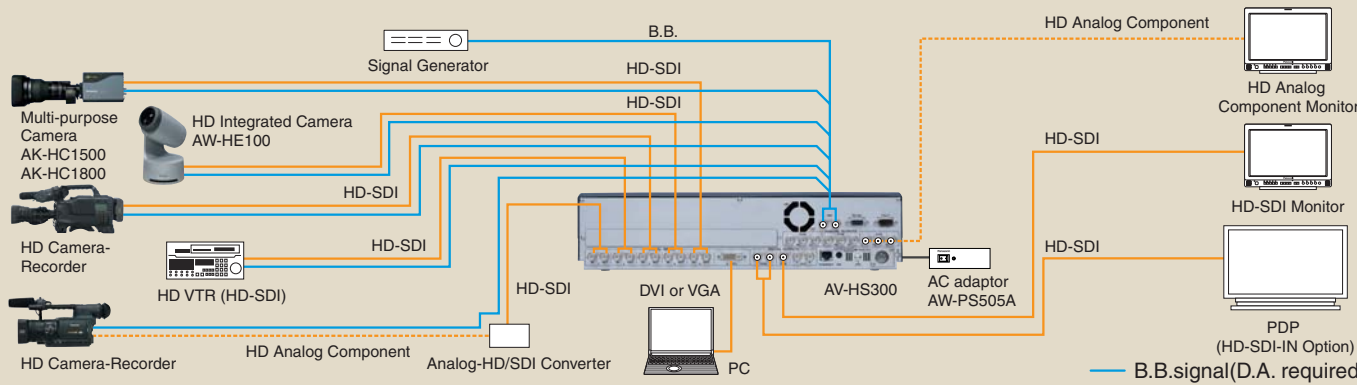 B.B.
HD Analog Component
Signal Generator
HD-SDI
HD Analog
Component Monitor
Multi-purpose
Camera
AK-HC1500
AK-HC1800
HD-SDI
HD Integrated Camera
AW-HE100
HD-SDI
HD-SDI
HD-SDI Monitor
HD Camera-
Recorder
HD-SDI
HD-SDI
HD VTR (HD-SDI)
HD-SDI
DVI or VGA
AV-HS300
AC adaptor
AW-PS505A
HD Camera-Recorder
HD Analog Component
Analog-HD/SDI Converter
PC
PDP
(HD-SDI-IN Option)
B.B.signal(D.A. required